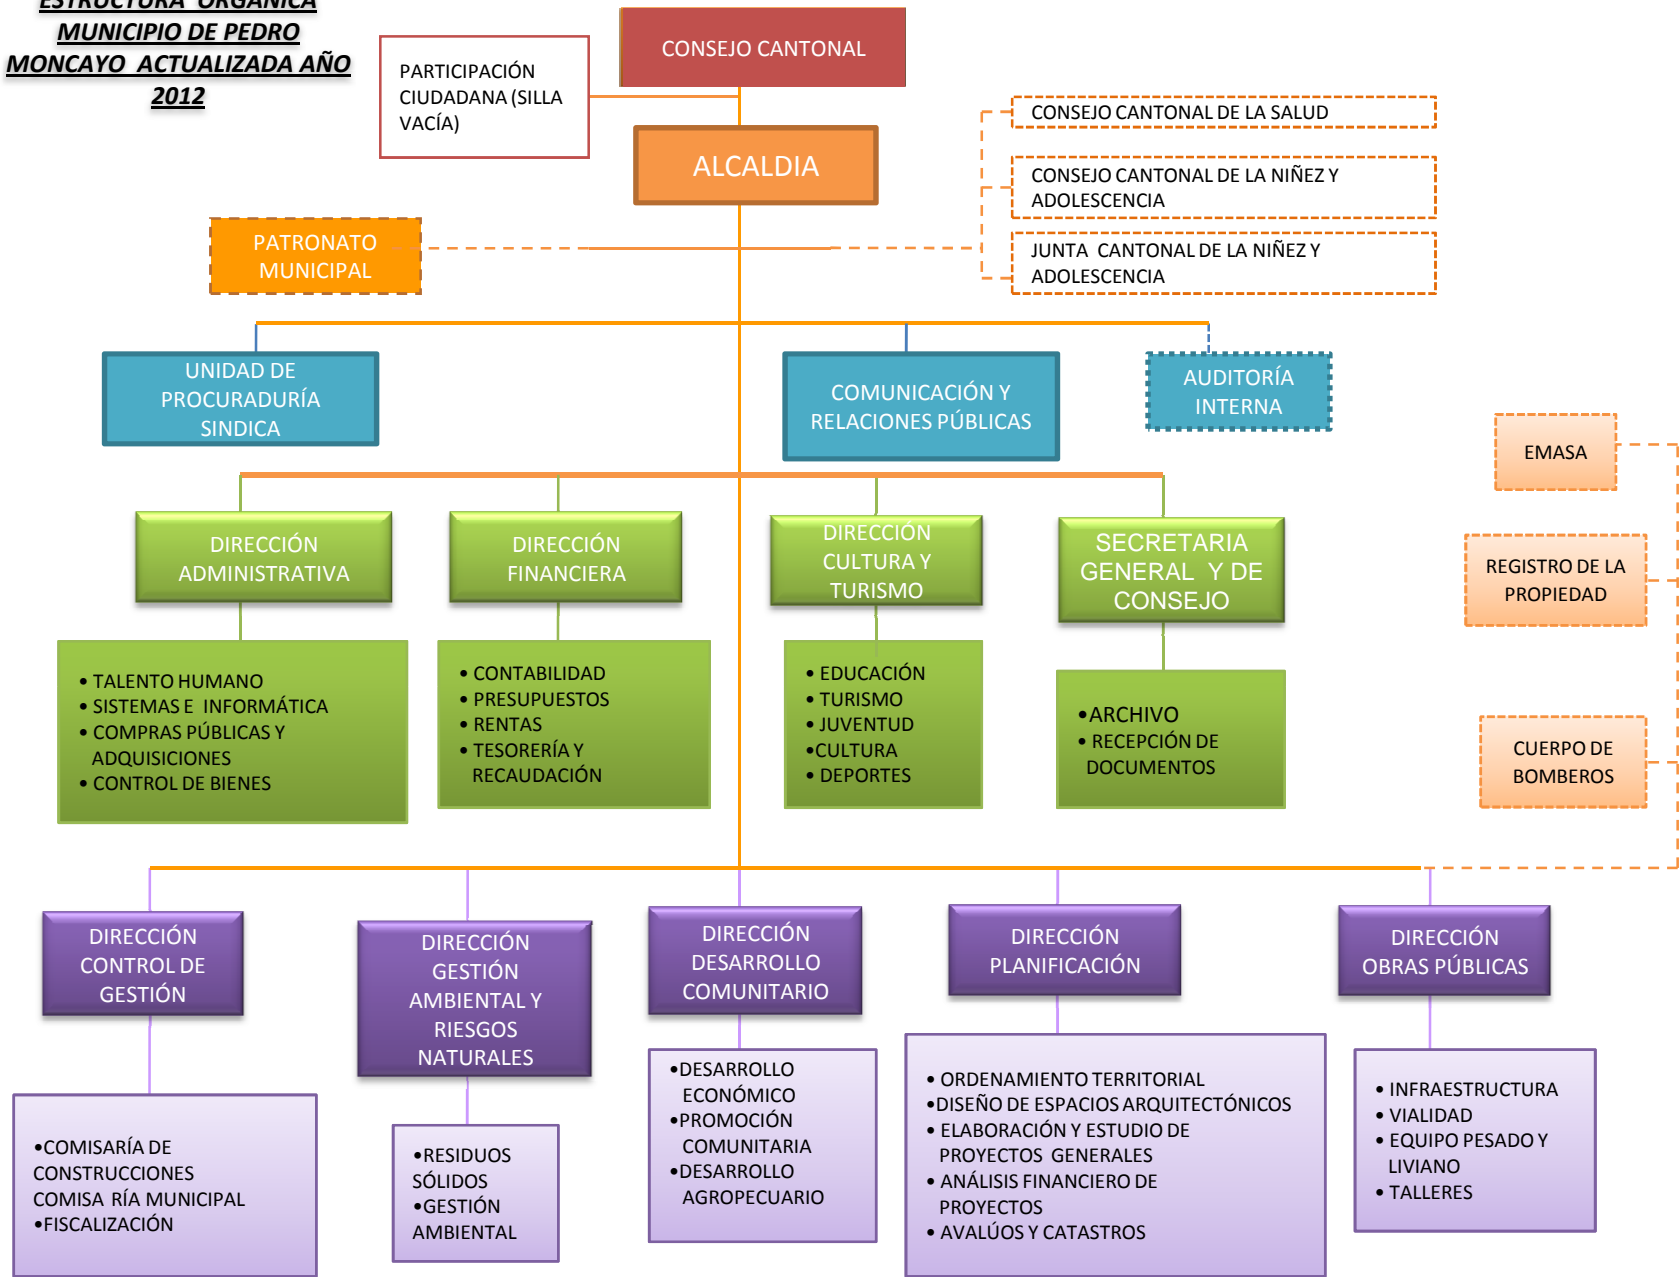 ESTRUCTURA ORGÁNICA
MUNICIPIO DE PEDRO
MONCAYO ACTUALIZADA AÑO
2012
CONSEJO CANTONAL
PARTICIPACIÓN
CIUDADANA (SILLA
VACÍA)
ALCALDIA
CONSEJO CANTONAL DE LA SALUD
CONSEJO CANTONAL DE LA NIÑEZ Y
ADOLESCENCIA
JUNTA CANTONAL DE LA NIÑEZ Y
ADOLESCENCIA
PATRONATO
MUNICIPAL
UNIDAD DE
PROCURADURÍA
SINDICA
COMUNICACIÓN Y
RELACIONES PÚBLICAS
AUDITORÍA
INTERNA
EMASA
REGISTRO DE LA
PROPIEDAD
CUERPO DE
BOMBEROS
DIRECCIÓN
ADMINISTRATIVA
DIRECCIÓN
FINANCIERA
DIRECCIÓN
CULTURA Y
TURISMO
SECRETARIA
GENERAL Y DE
CONSEJO
• TALENTO HUMANO
• SISTEMAS E INFORMÁTICA
• COMPRAS PÚBLICAS Y
ADQUISICIONES
• CONTROL DE BIENES
• CONTABILIDAD
• PRESUPUESTOS
• RENTAS
• TESORERÍA Y
RECAUDACIÓN
• EDUCACIÓN
• TURISMO
• JUVENTUD
•CULTURA
• DEPORTES
•ARCHIVO
• RECEPCIÓN DE
DOCUMENTOS
DIRECCIÓN
CONTROL DE
GESTIÓN
DIRECCIÓN
GESTIÓN
AMBIENTAL Y
RIESGOS
NATURALES
DIRECCIÓN
DESARROLLO
COMUNITARIO
DIRECCIÓN
PLANIFICACIÓN
DIRECCIÓN
OBRAS PÚBLICAS
•COMISARÍA DE
CONSTRUCCIONES
COMISA RÍA MUNICIPAL
•FISCALIZACIÓN
•RESIDUOS
SÓLIDOS
•GESTIÓN
AMBIENTAL
•DESARROLLO
ECONÓMICO
•PROMOCIÓN
COMUNITARIA
•DESARROLLO
AGROPECUARIO
• ORDENAMIENTO TERRITORIAL
•DISEÑO DE ESPACIOS ARQUITECTÓNICOS
• ELABORACIÓN Y ESTUDIO DE
PROYECTOS GENERALES
• ANÁLISIS FINANCIERO DE
PROYECTOS
• AVALÚOS Y CATASTROS
• INFRAESTRUCTURA
• VIALIDAD
• EQUIPO PESADO Y
LIVIANO
• TALLERES